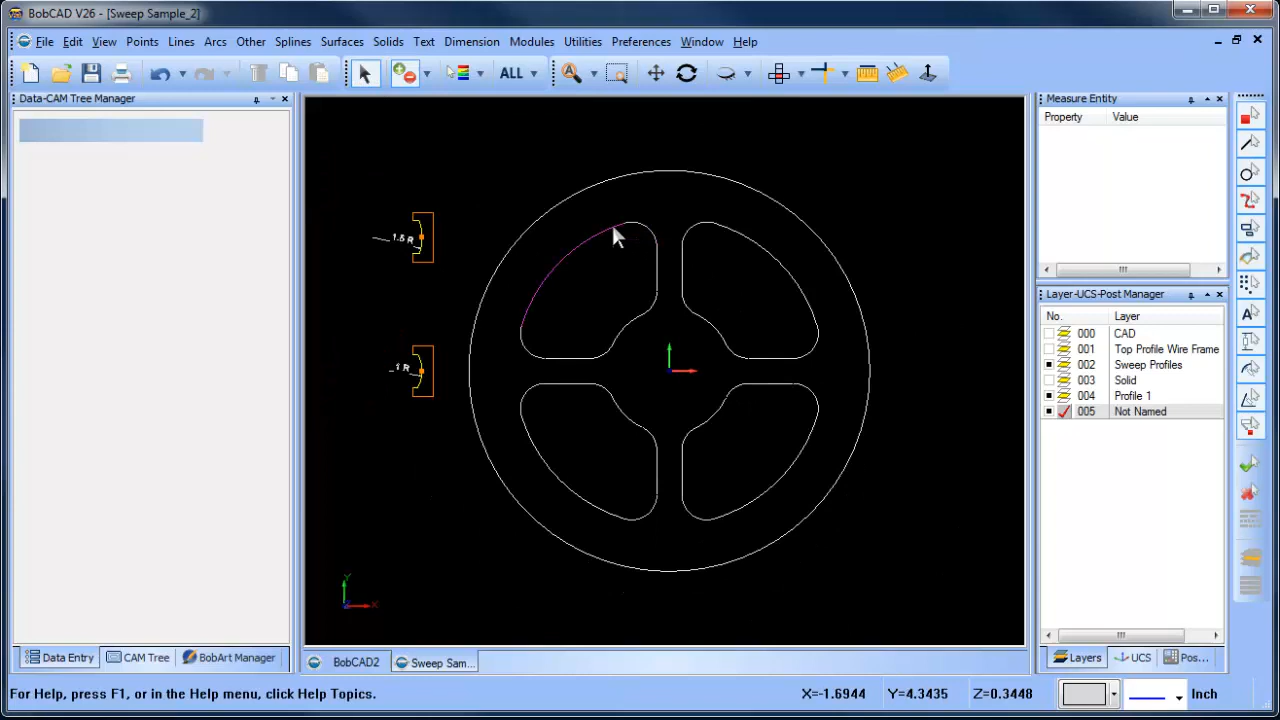 BobCAD V26 - [Sweep Sample_2]
File Edit View Points Lines Arcs Other Splines Surfaces Solids Text Dimension Modules Utilities Preferences Window Help
ALL
Data-CAM Tree Manager
Measure Entity
Property Value
1.5 R
1 R
Layer-UCS-Post Manager
No. Layer
000 CAD
001 Top Profile Wire Frame
002 Sweep Profiles
003 Solid
004 Profile 1
005 Not Named
Y
X
Data Entry CAM Tree BobArt Manager
BobCAD2 Sweep Sam...
Layers UCS Pos...
For Help, press F1, or in the Help menu, click Help Topics.
X=-1.6944 Y=4.3435 Z=0.3448 Inch